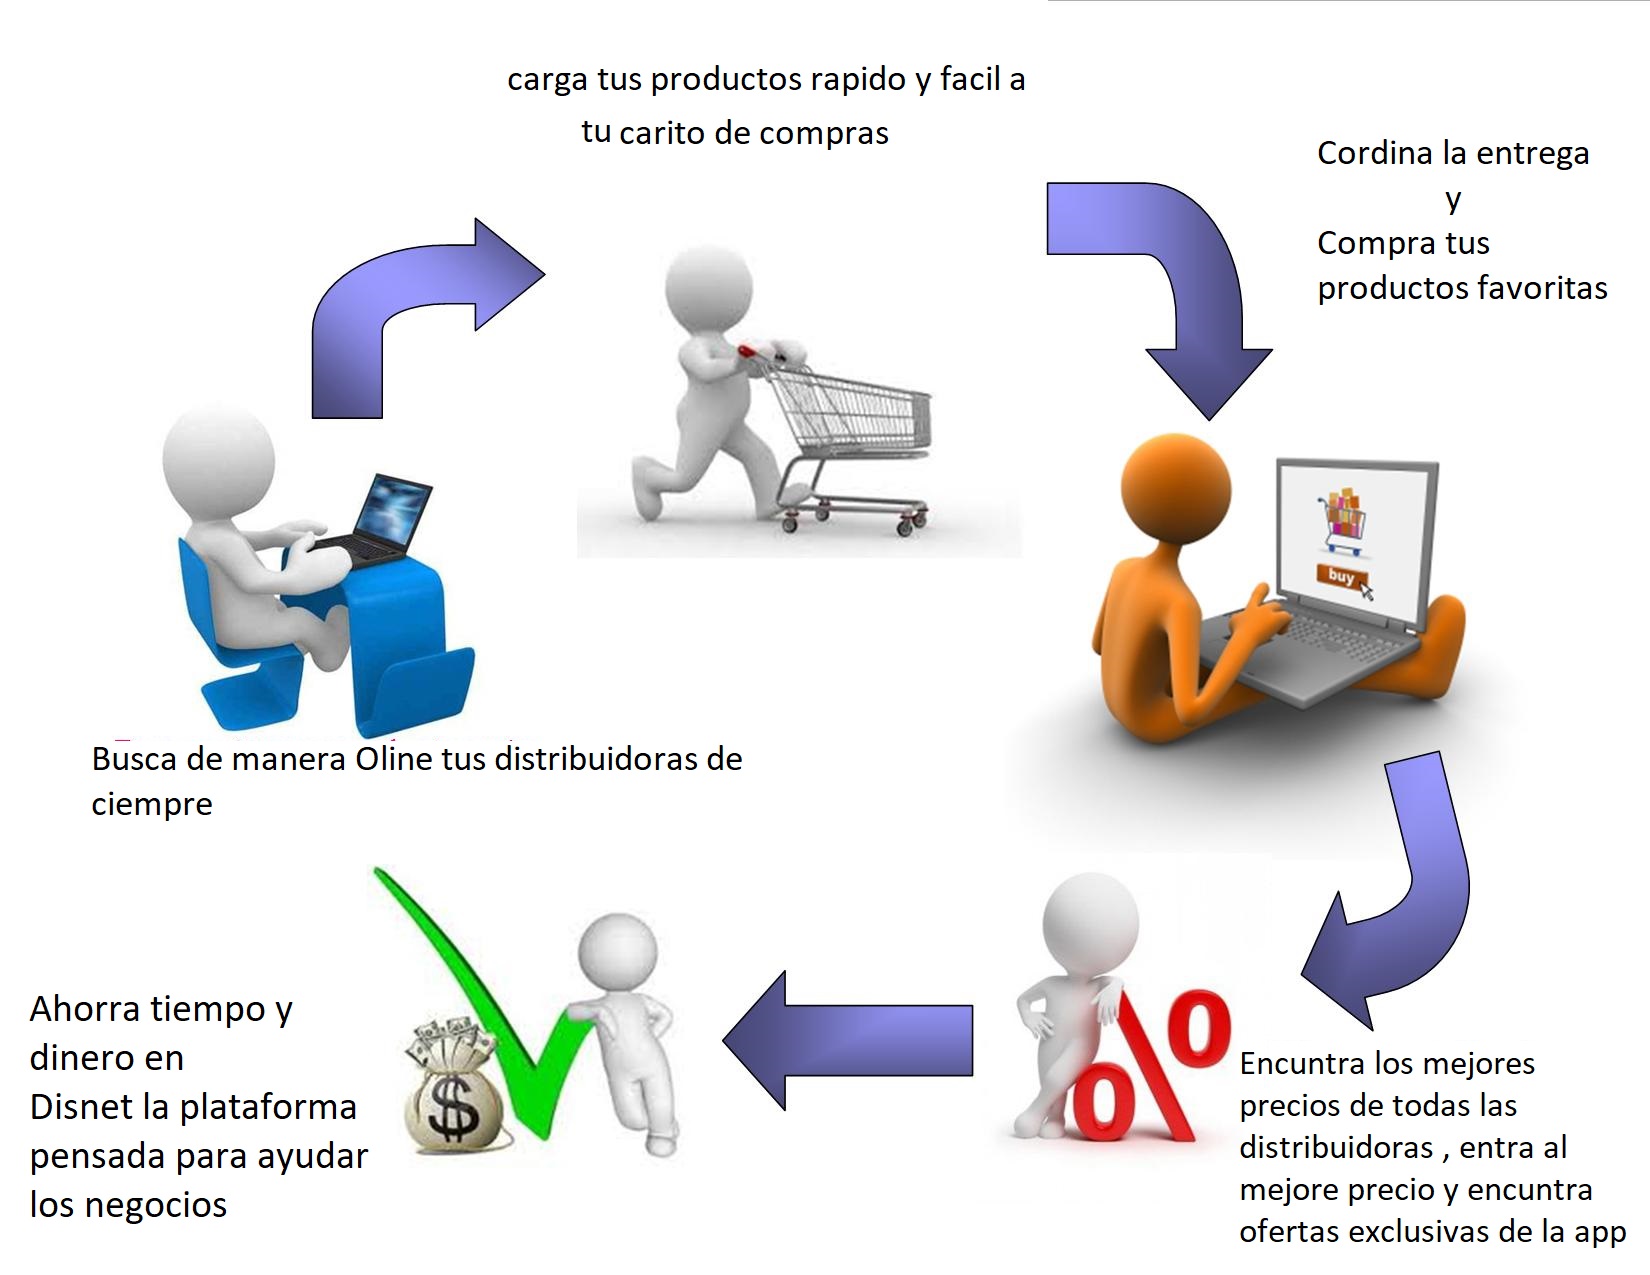 carga tus productos rapido y facil a
tu carito de compras
Cordina la entrega
y
Compra tus
productos favoritas
buy
Busca de manera Oline tus distribuidoras de
ciempre
Ahorra tiempo y
dinero en
Disnet la plataforma
pensada para ayudar
los negocios
$
%
Encuntra los mejores
precios de todas las
distribuidoras , entra al
mejore precio y encuntra
ofertas exclusivas de la app